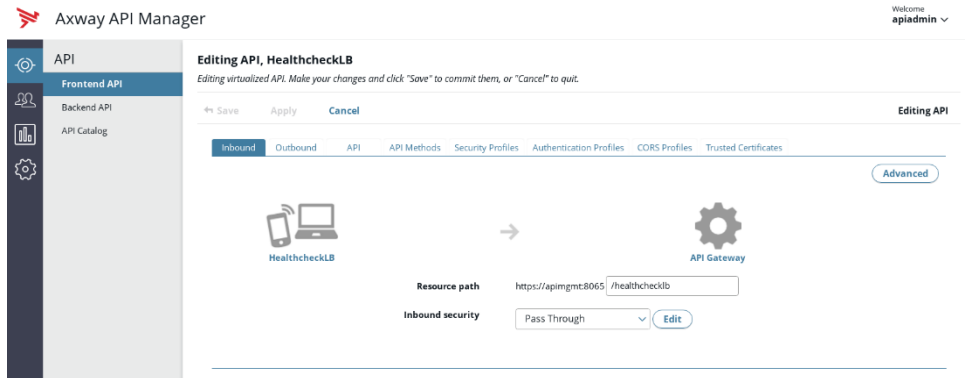 Axway API Manager
Welcome
apiadmin
API
Frontend API
Backend API
API Catalog
Editing API, HealthcheckLB
Editing virtualized API. Make your changes and click "Save" to commit them, or "Cancel" to quit.
Save Apply Cancel Editing API
Inbound Outbound API API Methods Security Profiles Authentication Profiles CORS Profiles Trusted Certificates
Advanced
HealthcheckLB API Gateway
Resource path https://apimgmt:8065 /healthchecklb
Inbound security Pass Through Edit